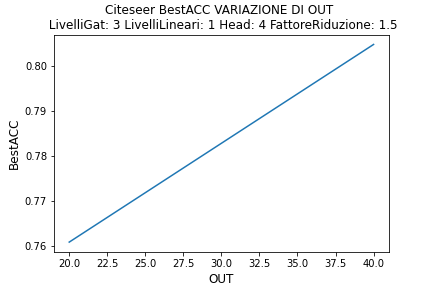 Citeseer BestACC VARIAZIONE DI OUT
LivelliGat: 3 LivelliLineari: 1 Head: 4 FattoreRiduzione: 1.5
0.80
0.79
0.78
0.77
0.76
BestACC
20.0 22.5 25.0 27.5 30.0 32.5 35.0 37.5 40.0
OUT